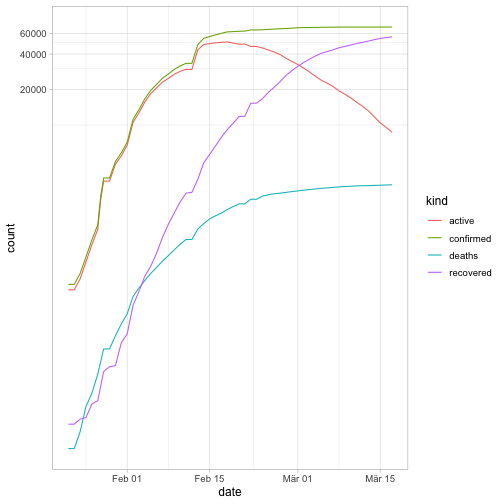 60000
40000
20000
count
Feb 01
Feb 15
Mär 01
Mär 15
date
kind
active
confirmed
deaths
recovered